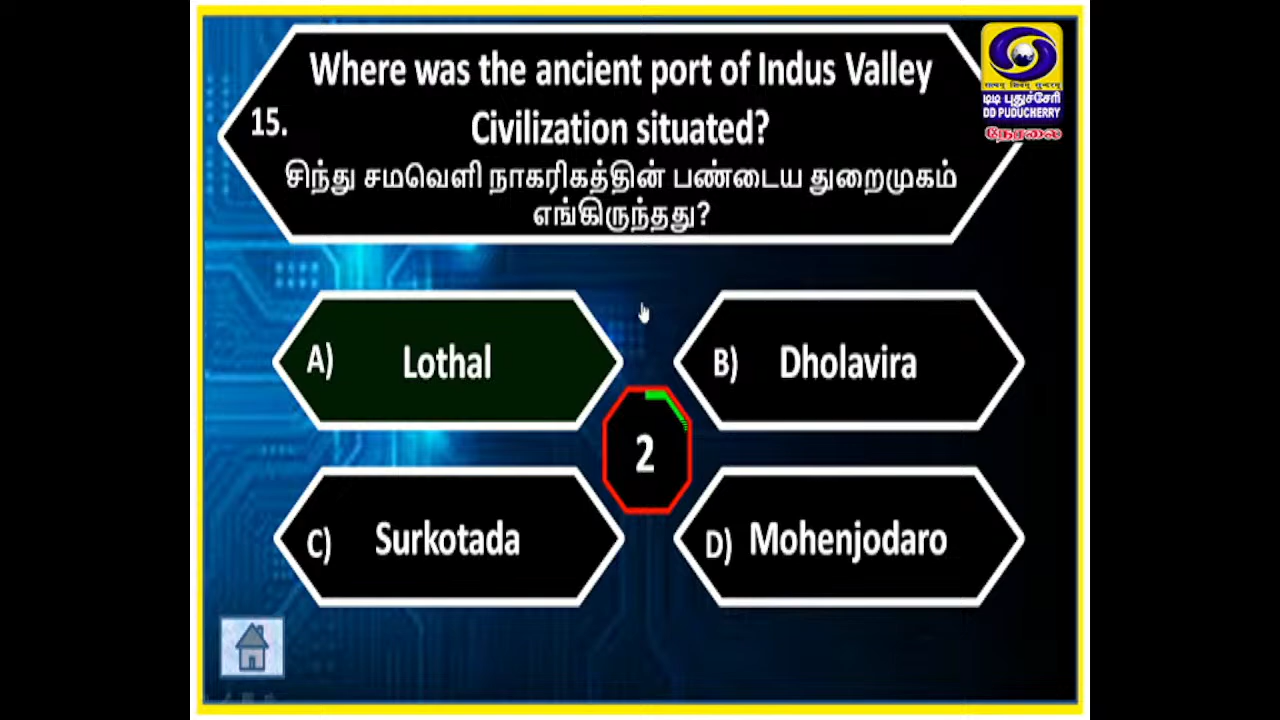 Where was the ancient port of Indus Valley
15.
Civilization situated?
சிந்து சமவெளி நாகரிகத்தின் பண்டைய துறைமுகம்
எங்கிருந்தது?
டிடி புதுச்சேரி
DD PUDUCHERRY
நேரலை
A) Lothal
B) Dholavira
2
C) Surkotada
D) Mohenjodaro